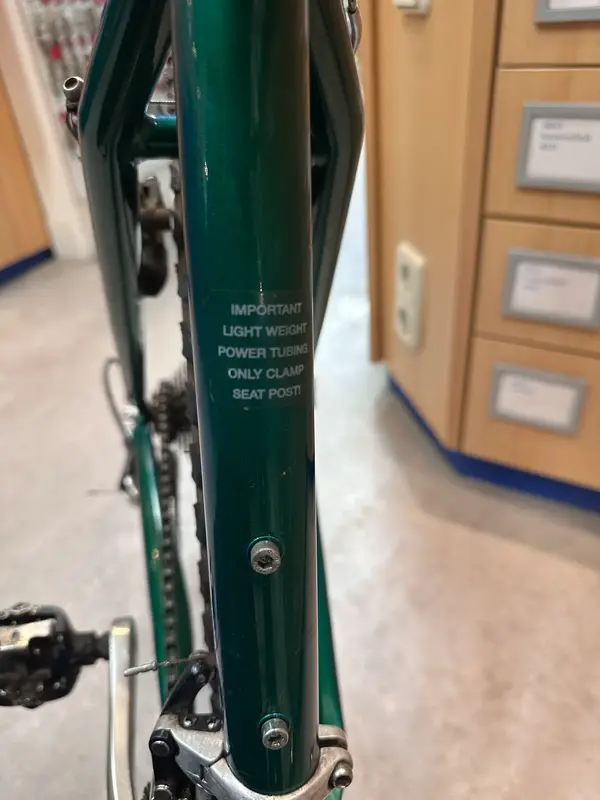 IMPORTANT
LIGHT WEIGHT
POWER TUBING
ONLY CLAMP
SEAT POST!